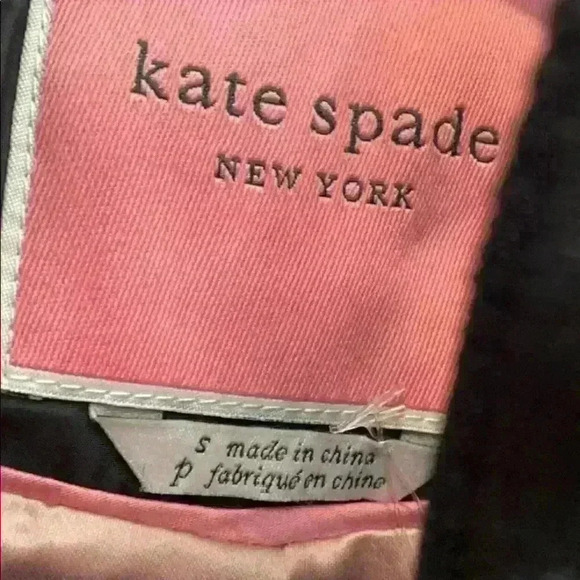 kate spade
NEW YORK
S made in china
P fabriqué en chine